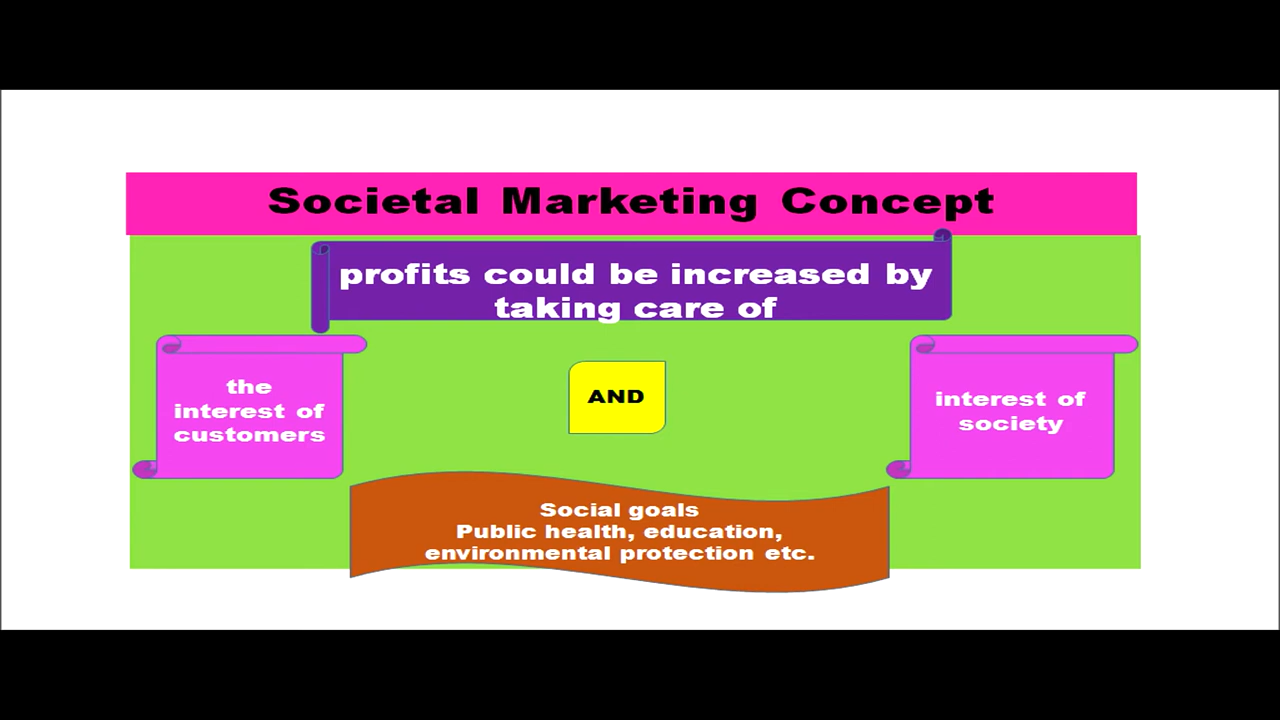 Societal Marketing Concept
profits could be increased by
taking care of
the
interest of
customers
AND
interest of
society
Social goals
Public health, education,
environmental protection etc.